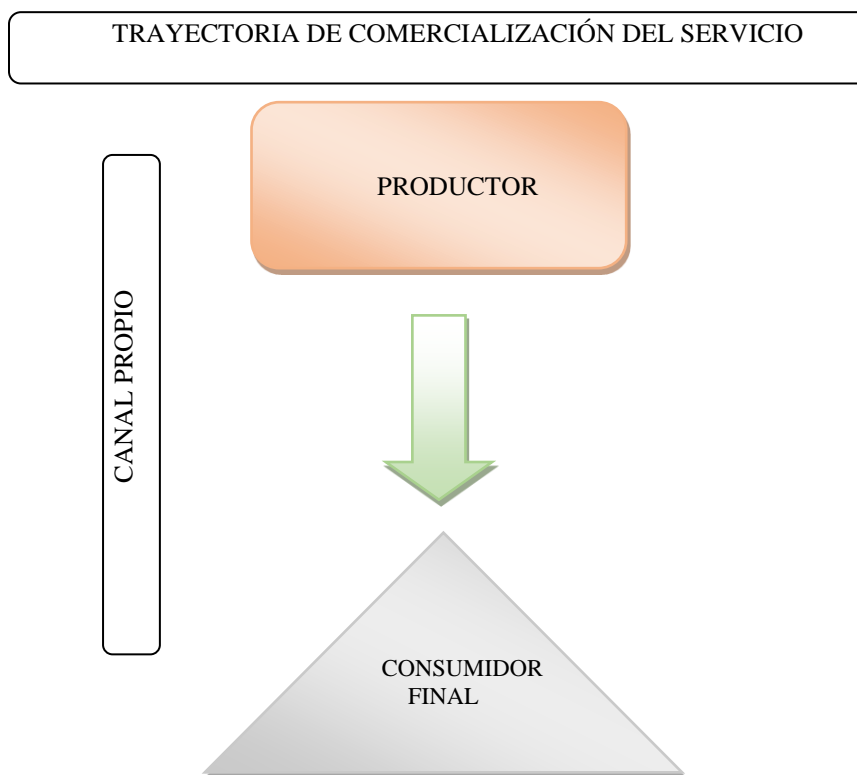 TRAYECTORIA DE COMERCIALIZACIÓN DEL SERVICIO
PRODUCTOR
CANAL PROPIO
CONSUMIDOR
FINAL